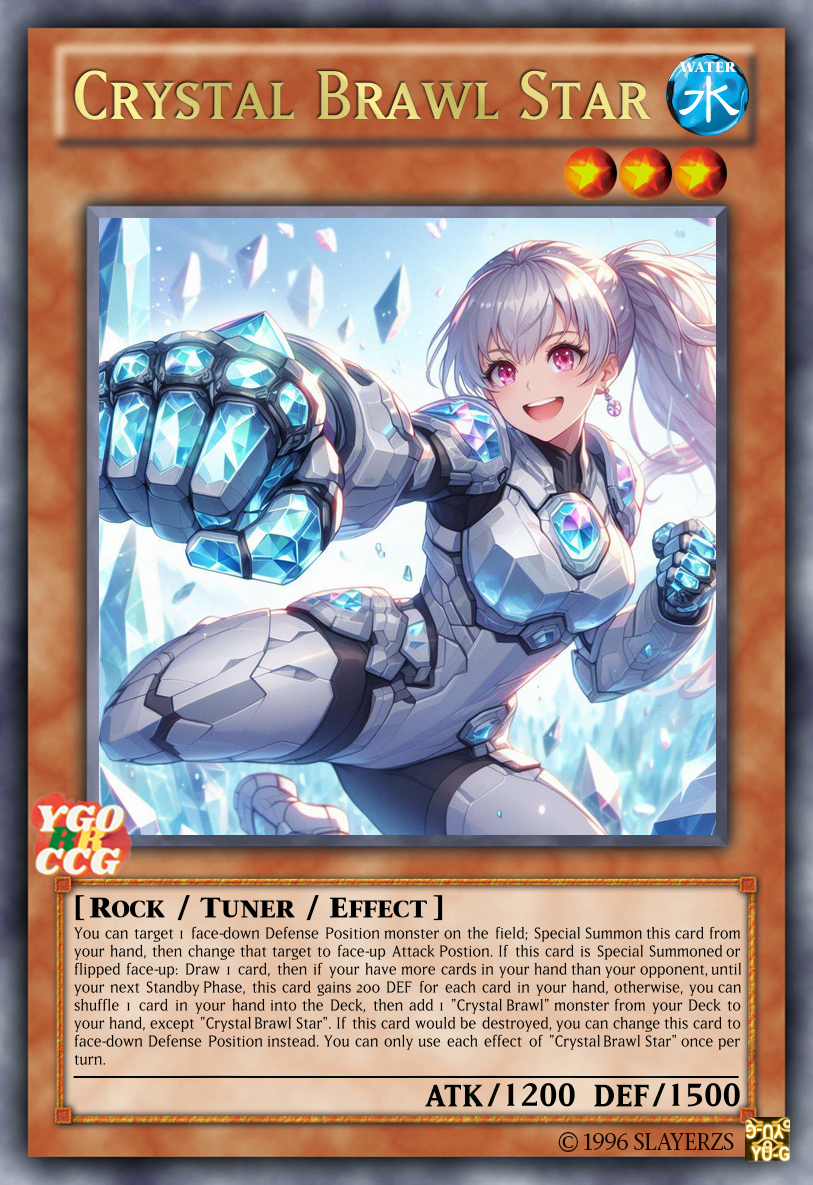 Crystal Brawl Star
WATER
水
YGO
RR
CCG
[ Rock / Tuner / Effect ]
You can target 1 face-down Defense Position monster on the field; Special Summon this card from
your hand, then change that target to face-up Attack Postion. If this card is Special Summoned or
flipped face-up: Draw 1 card, then if your have more cards in your hand than your opponent, until
your next Standby Phase, this card gains 200 DEF for each card in your hand, otherwise, you can
shuffle 1 card in your hand into the Deck, then add 1 "Crystal Brawl" monster from your Deck to
your hand, except "Crystal Brawl Star". If this card would be destroyed, you can change this card to
face-down Defense Position instead. You can only use each effect of "Crystal Brawl Star" once per
turn.
ATK/1200 DEF/1500
© 1996 SLAYERZS